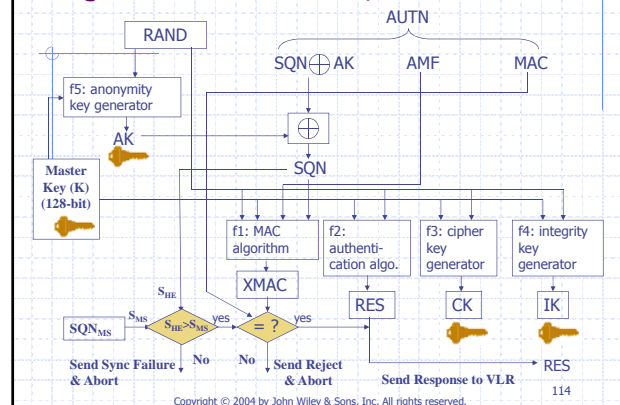 AUTN
RAND
SQN ⊕ AK
AMF
MAC
f5: anonymity
key generator
⊕
AK
SQN
Master
Key (K)
(128-bit)
f1: MAC
algorithm
f2:
authenti-
cation algo.
f3: cipher
key
generator
f4: integrity
key
generator
XMAC
RES
CK
IK
SHE
SMS
SQNMS
SHE>SMS
yes
= ?
yes
Send Sync Failure
& Abort
No
No
Send Reject
& Abort
Send Response to VLR
RES
114
Copyright © 2004 by John Wiley & Sons, Inc. All rights reserved.